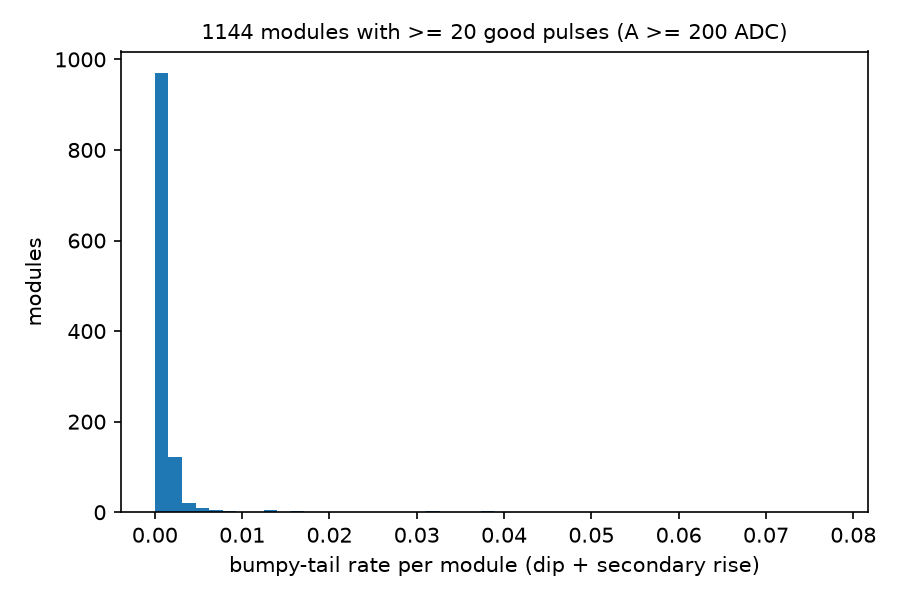 1144 modules with >= 20 good pulses (A >= 200 ADC)
1000
800
600
400
200
0
modules
0.00 0.01 0.02 0.03 0.04 0.05 0.06 0.07 0.08
bumpy-tail rate per module (dip + secondary rise)